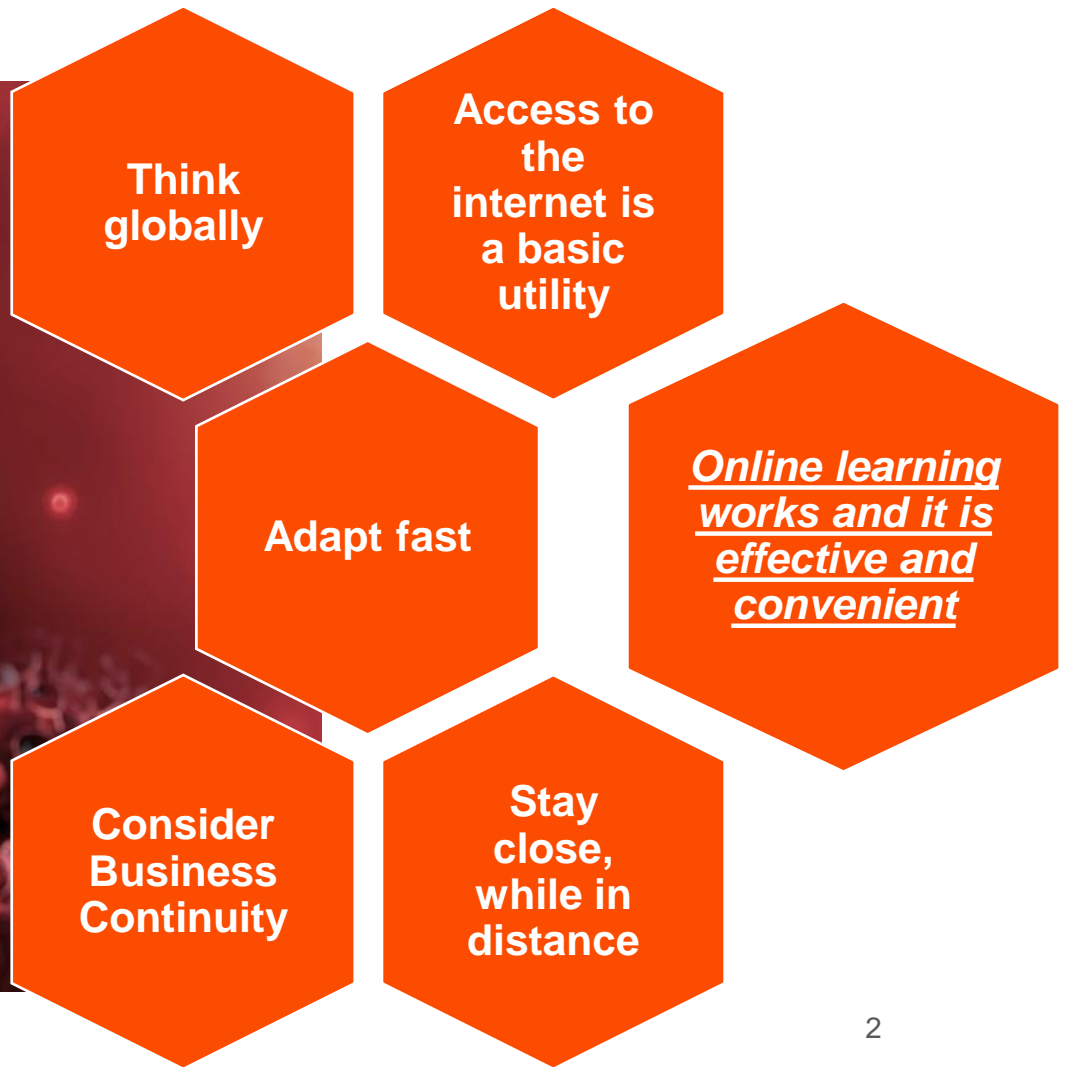 Think
globally
Access to
the
internet is
a basic
utility
Adapt fast
Online learning
works and it is
effective and
convenient
Consider
Business
Continuity
Stay
close,
while in
distance
2